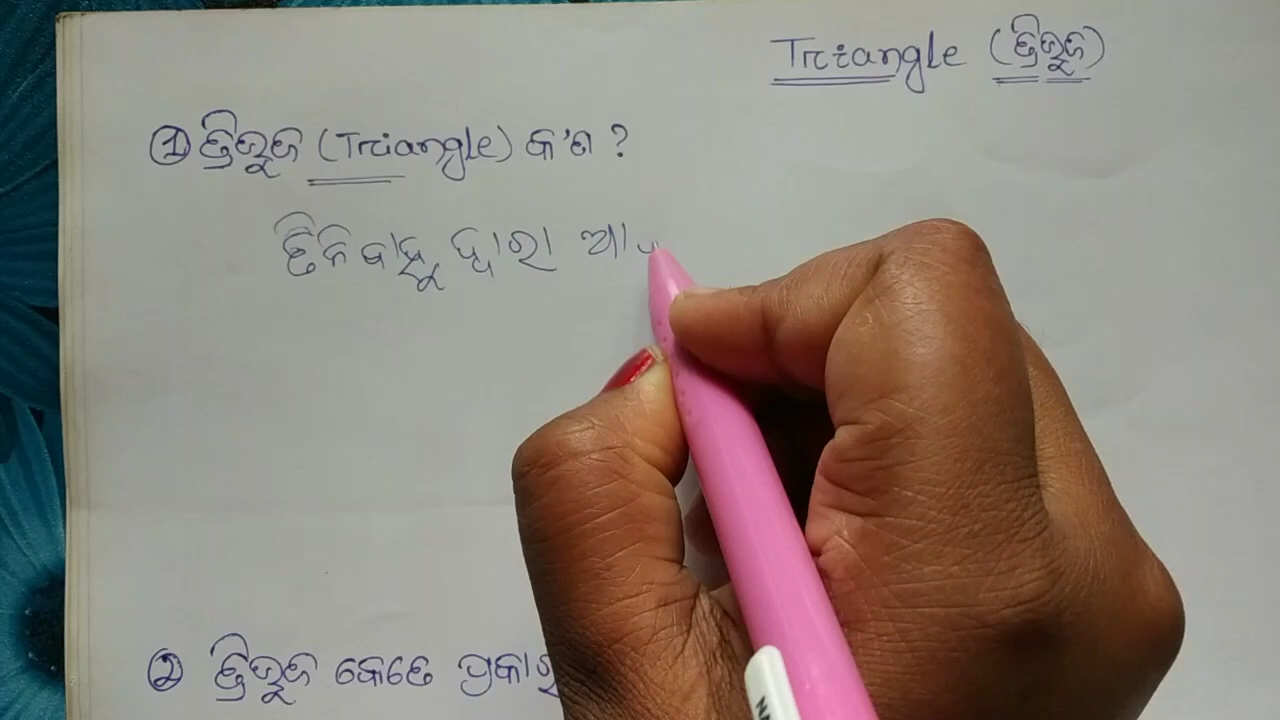 Triangle (ତ୍ରିଭୂଜ)
① ତ୍ରିଭୂଜ (Triangle) କ'ଣ ?
ତିନି ବାହୁ ଦ୍ୱାରା ଆ
② ତ୍ରିଭୂଜ କେତେ ପ୍ରକାର